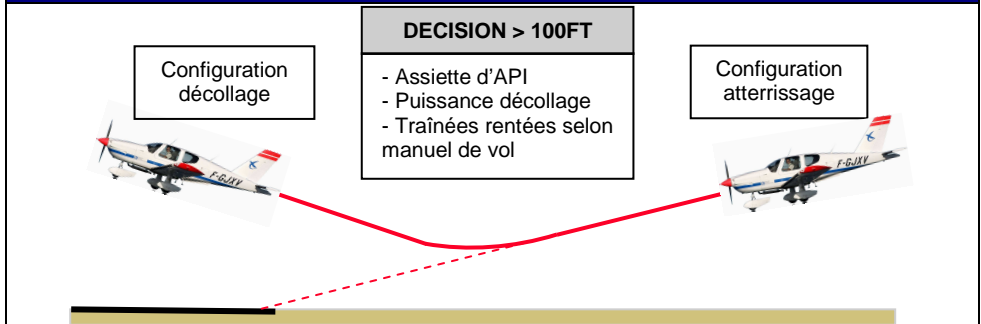 DECISION > 100FT
Configuration
décollage
- Assiette d'API
- Puissance décollage
- Traînées rentées selon
manuel de vol
Configuration
atterrissage
F-GJXV
F-GJXV